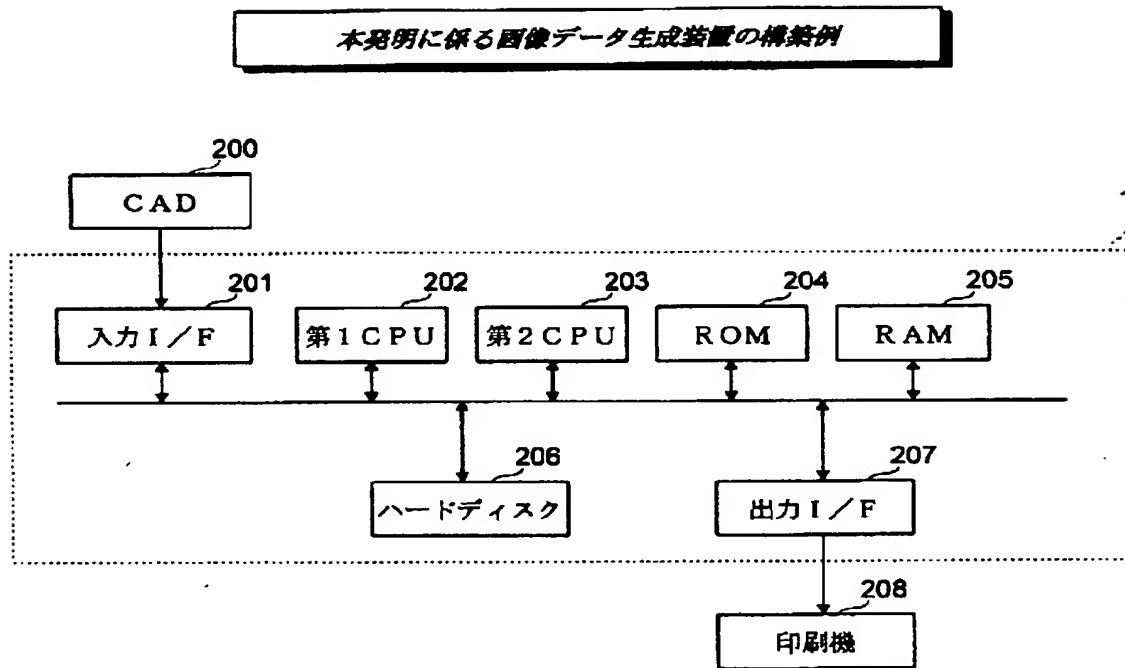 本発明に係る画像データ生成装置の構築例
200
CAD
201
202
203
204
205
入力I/F
第1CPU
第2CPU
ROM
RAM
206
207
ハードディスク
出力I/F
208
印刷機